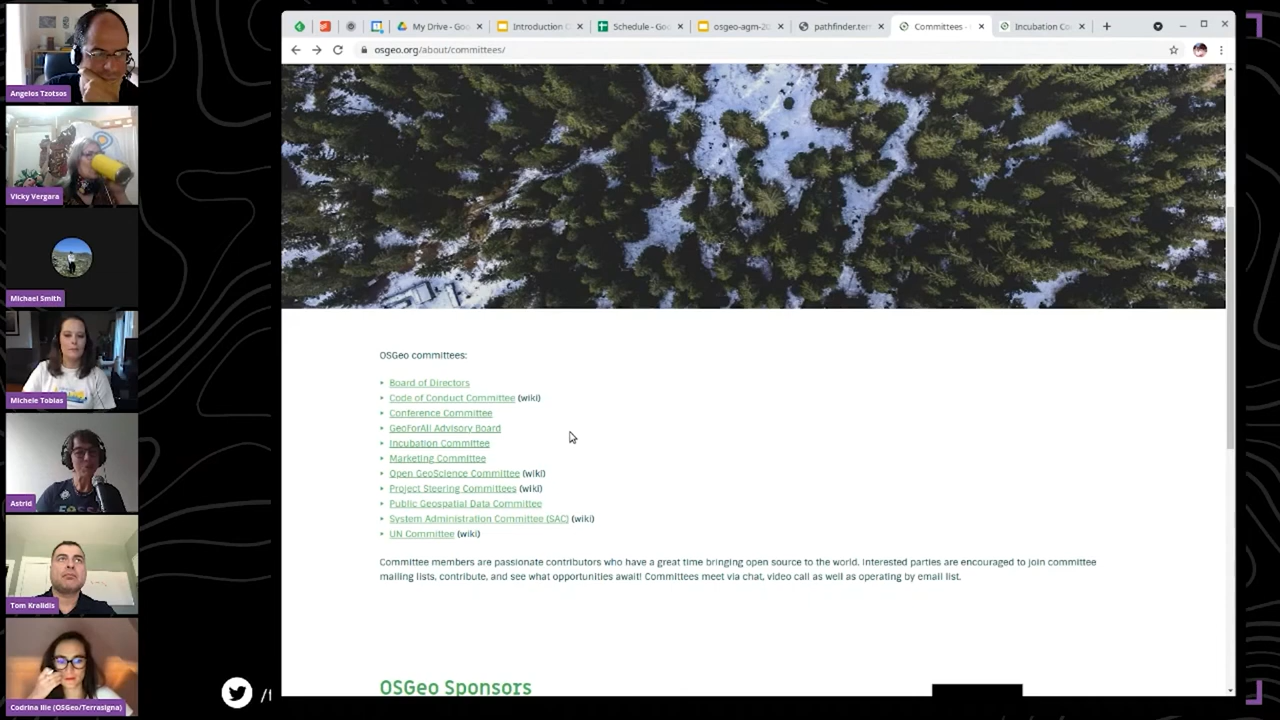 Angelos Tzotsos
Vicky Vergara
Michael Smith
Michele Tobias
Astrid
Tom Kralidis
Codrina Ilie (OSGeo/Terrasigna)
My Drive - Goo
Introduction C
Schedule - Goo
osgeo-agm-20
pathfinder.terr
Committees -
Incubation Co
osgeo.org/about/committees/
OSGeo committees:
Board of Directors
Code of Conduct Committee (wiki)
Conference Committee
GeoForAll Advisory Board
Incubation Committee
Marketing Committee
Open GeoScience Committee (wiki)
Project Steering Committees (wiki)
Public Geospatial Data Committee
System Administration Committee (SAC) (wiki)
UN Committee (wiki)
Committee members are passionate contributors who have a great time bringing open source to the world. Interested parties are encouraged to join committee
mailing lists, contribute, and see what opportunities await! Committees meet via chat, video call as well as operating by email list.
OSGeo Sponsors